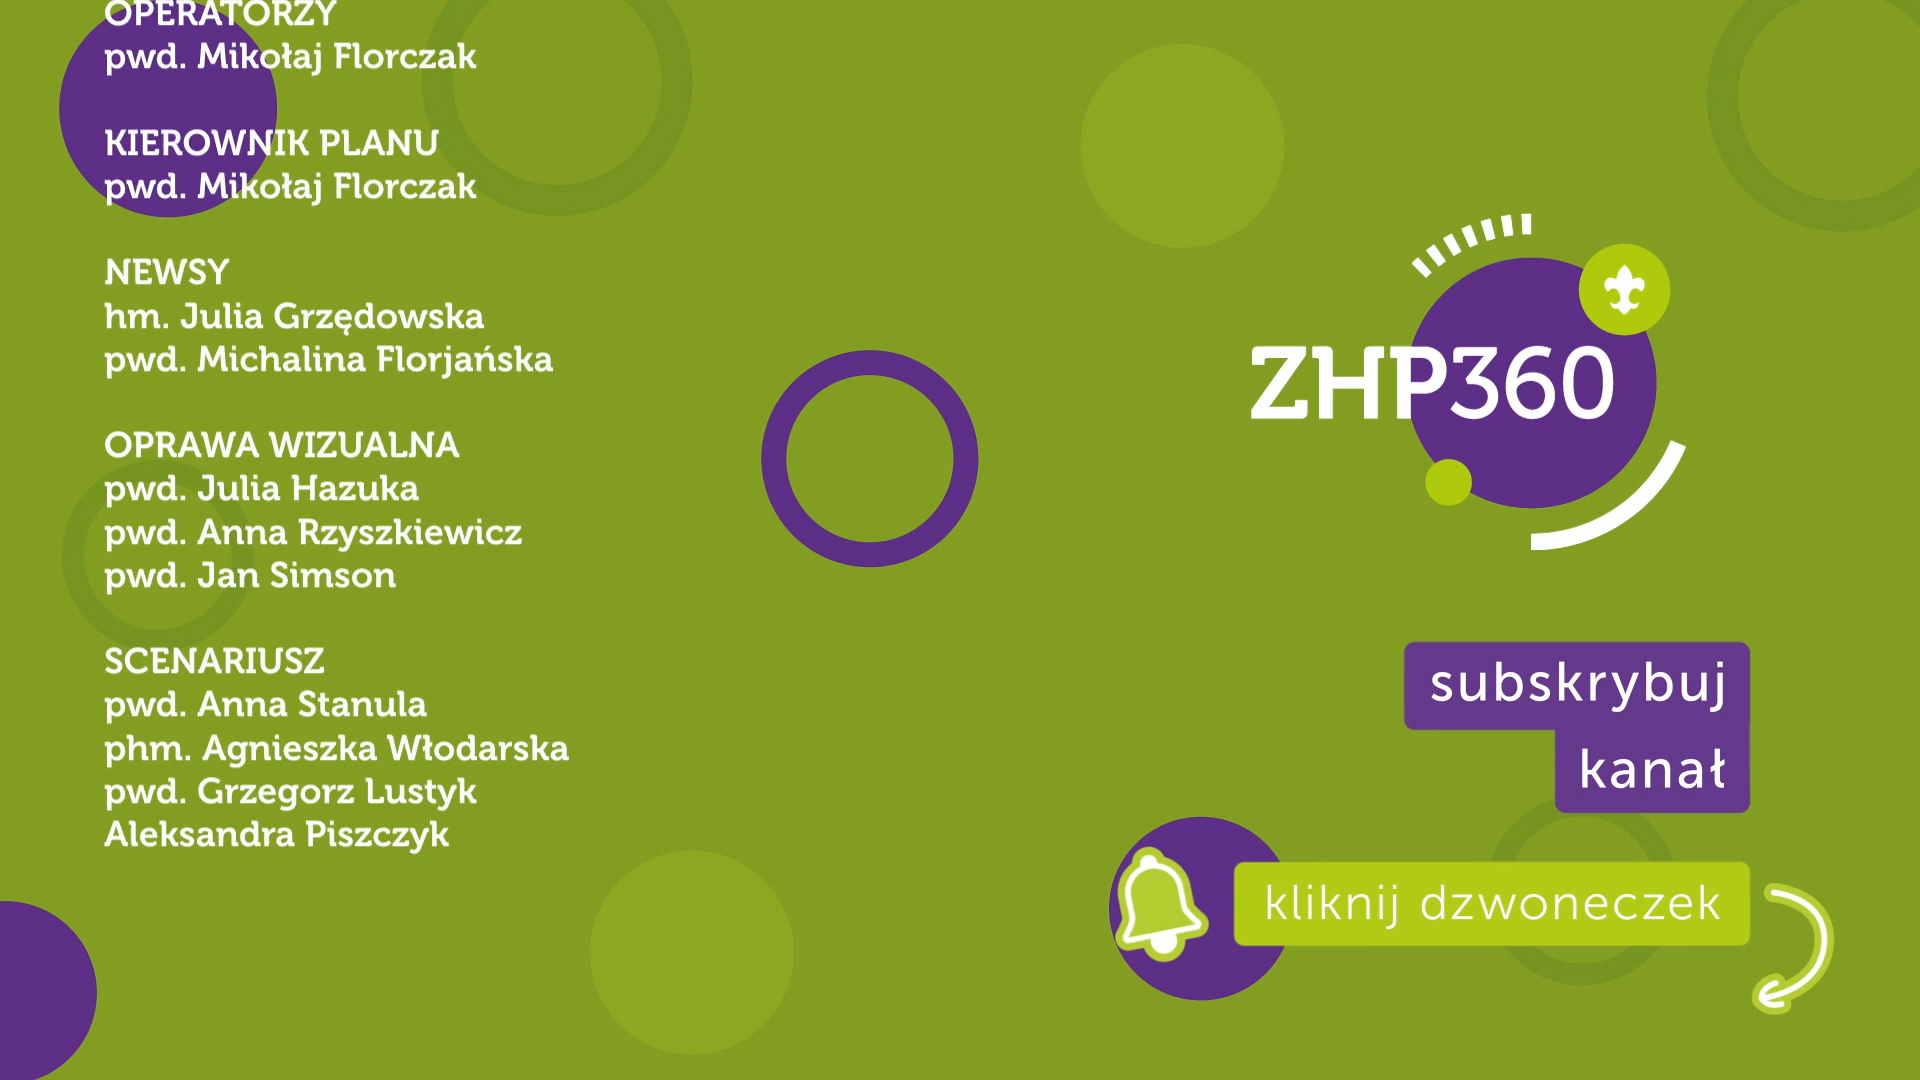 OPERATORZY
pwd. Mikołaj Florczak
KIEROWNIK PLANU
pwd. Mikołaj Florczak
NEWSY
hm. Julia Grzędowska
pwd. Michalina Florjańska
OPRAWA WIZUALNA
pwd. Julia Hazuka
pwd. Anna Rzyszkiewicz
pwd. Jan Simson
SCENARIUSZ
pwd. Anna Stanula
phm. Agnieszka Włodarska
pwd. Grzegorz Lustyk
Aleksandra Piszczyk
ZHP360
subskrybuj
kanał
kliknij dzwoneczek